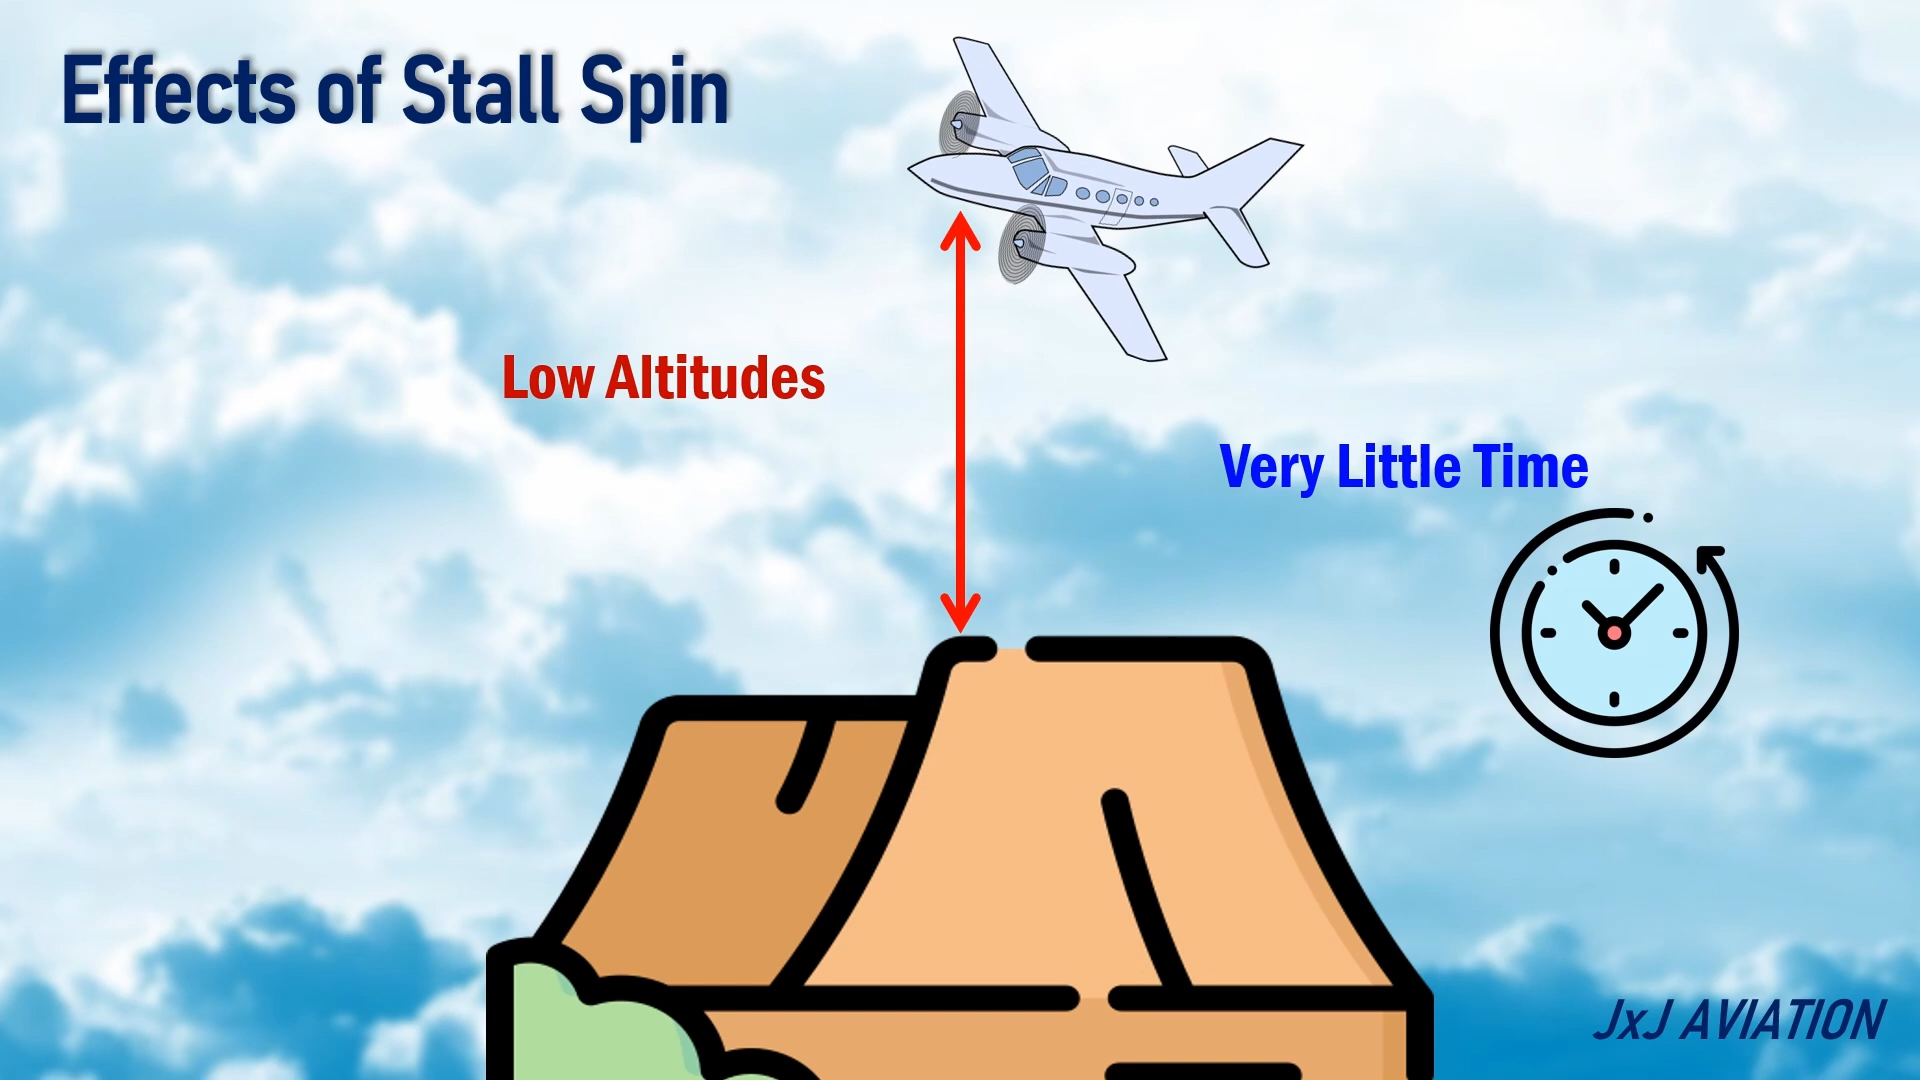 Effects of Stall Spin
Low Altitudes
Very Little Time
JxJ AVIATION